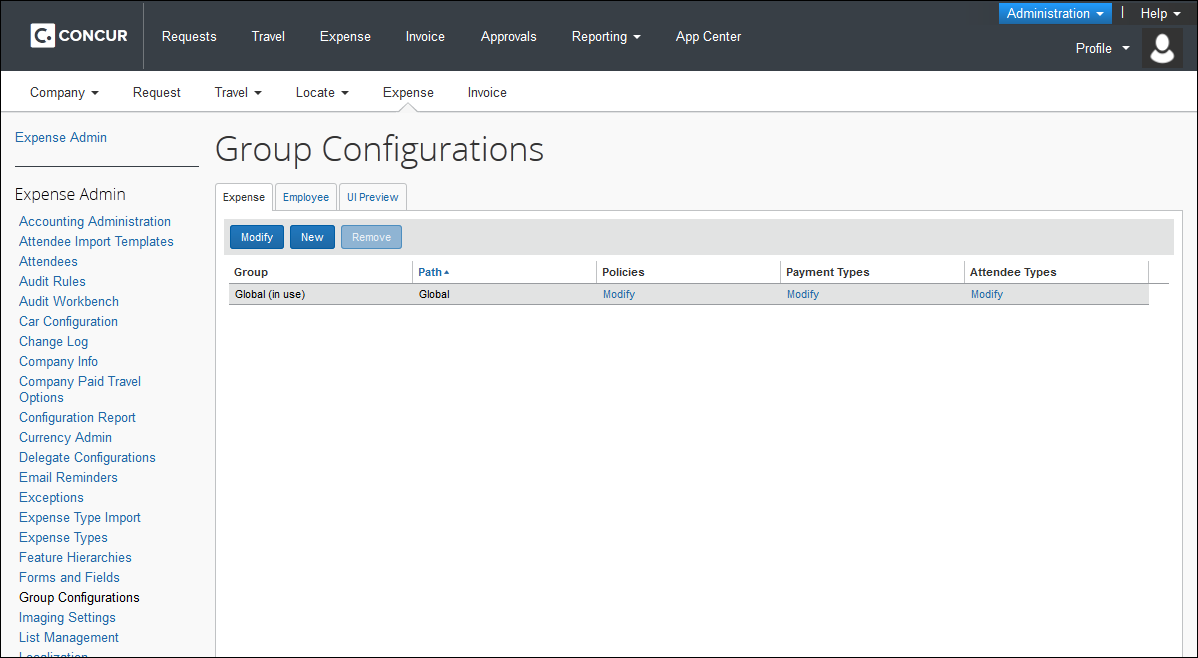 Administration | Help
C. CONCUR Requests Travel Expense Invoice Approvals Reporting App Center
Profile
Company Request Travel Locate Expense Invoice
Expense Admin
Group Configurations
Expense Admin
Expense Employee UI Preview
Accounting Administration
Attendee Import Templates
Attendees
Audit Rules
Audit Workbench
Car Configuration
Change Log
Company Info
Company Paid Travel
Options
Configuration Report
Currency Admin
Delegate Configurations
Email Reminders
Exceptions
Expense Type Import
Expense Types
Feature Hierarchies
Forms and Fields
Group Configurations
Imaging Settings
List Management
Localization
Modify New Remove
Group Path Policies Payment Types Attendee Types
Global (in use) Global Modify Modify Modify